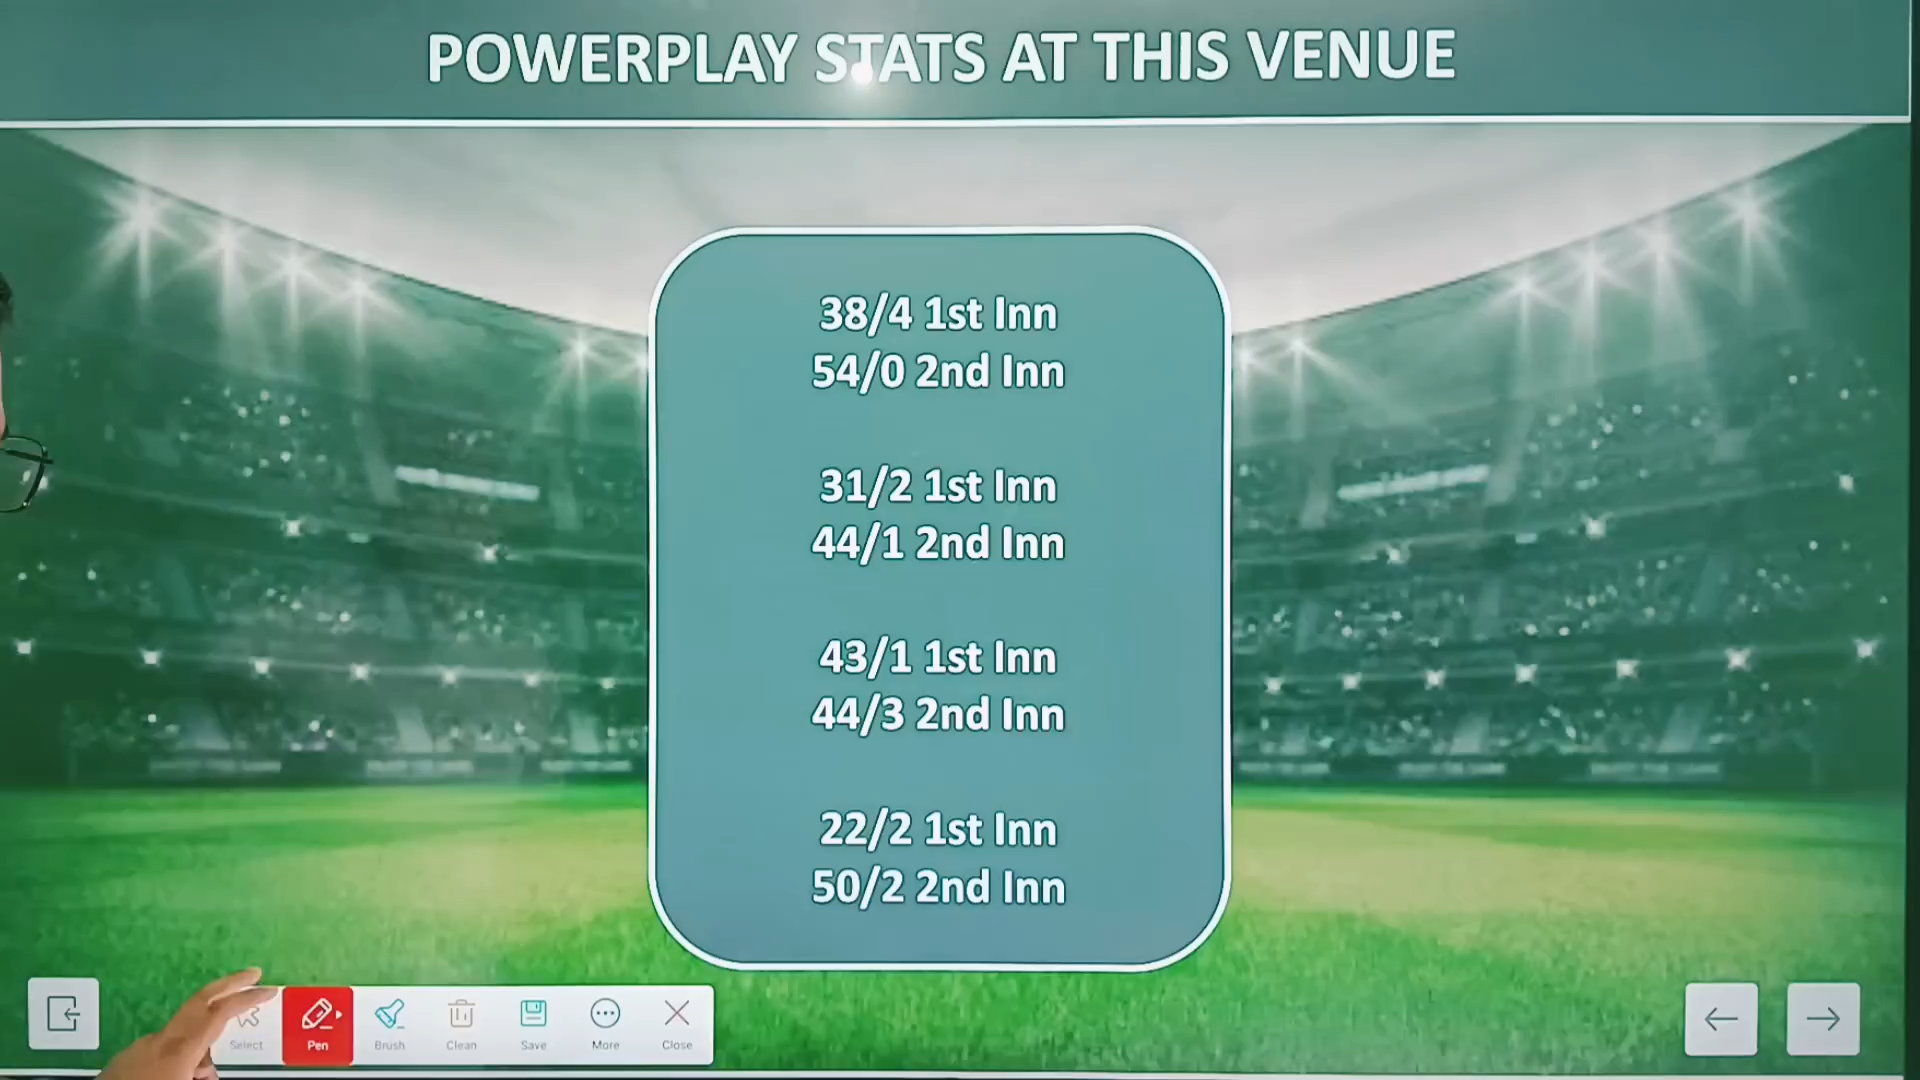 POWERPLAY STATS AT THIS VENUE
38/4 1st Inn
54/0 2nd Inn
31/2 1st Inn
44/1 2nd Inn
43/1 1st Inn
44/3 2nd Inn
22/2 1st Inn
50/2 2nd Inn
Select Pen Brush Clean Save More Close